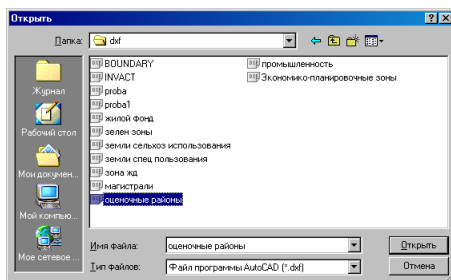 Открыть
Папка: dxf
Журнал
Рабочий стол
Мои докумен...
Мой компью...
Мое сетевое ...
BOUNDARY
INVACT
proba
proba1
жилой фонд
зелен зоны
земли сельхоз использования
земли спец пользования
зона жд
магистрали
оценочные районы
промышленность
Экономико-планировочные зоны
Имя файла: оценочные районы
Открыть
Тип файлов: Файл программы AutoCAD (*.dxf)
Отмена